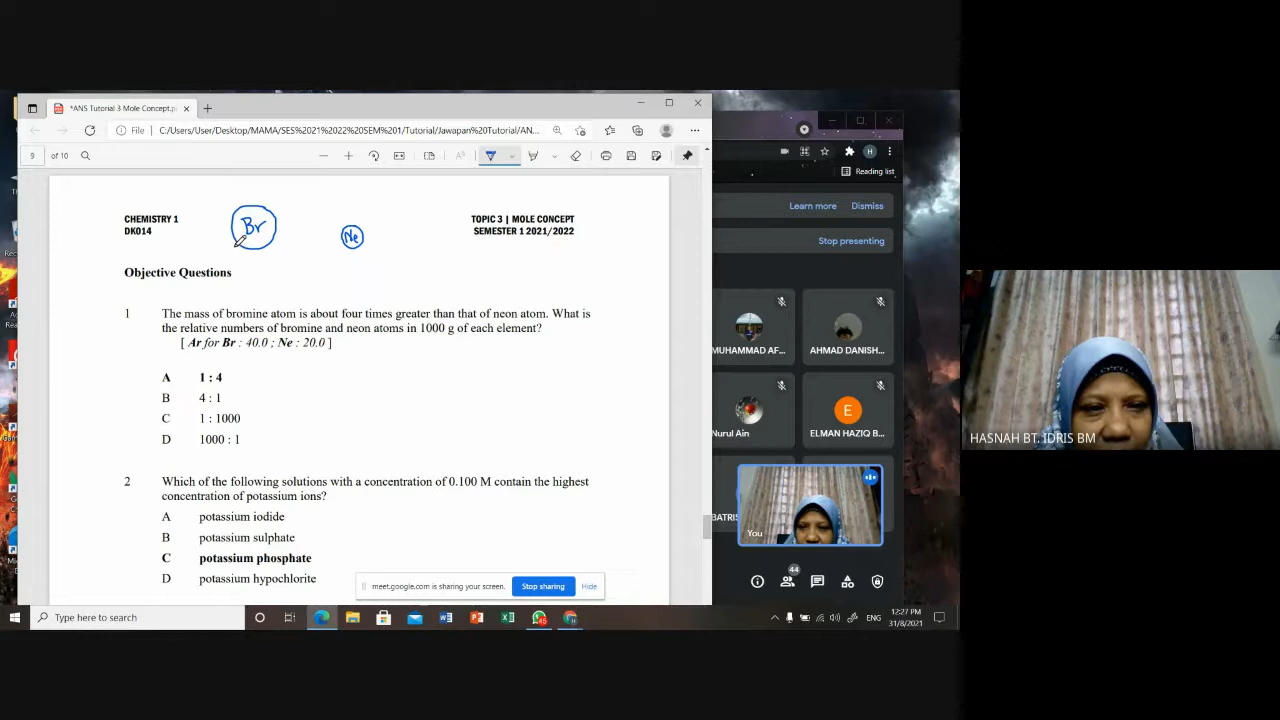 *ANS Tutorial 3 Mole Concept.p
File
C:/Users/User/Desktop/MAMA/SES%2021%2022%20SEM%201/Tutorial/Jawapan%20Tutorial/AN...
9 of 10
Reading list
CHEMISTRY 1
DK014
Br
Ne
TOPIC 3 | MOLE CONCEPT
SEMESTER 1 2021/2022
Objective Questions
1 The mass of bromine atom is about four times greater than that of neon atom. What is
the relative numbers of bromine and neon atoms in 1000 g of each element?
[ Ar for Br : 40.0 ; Ne : 20.0 ]
A 1 : 4
B 4 : 1
C 1 : 1000
D 1000 : 1
2 Which of the following solutions with a concentration of 0.100 M contain the highest
concentration of potassium ions?
A potassium iodide
B potassium sulphate
C potassium phosphate
D potassium hypochlorite
meet.google.com is sharing your screen.
Stop sharing
Hide
Learn more
Dismiss
Stop presenting
H
MUHAMMAD AF...
AHMAD DANISH...
Nurul Ain
E
ELMAN HAZIQ B...
BATRIS
You
44
HASNAH BT. IDRIS BM
Type here to search
45
ENG
12:27 PM
31/8/2021